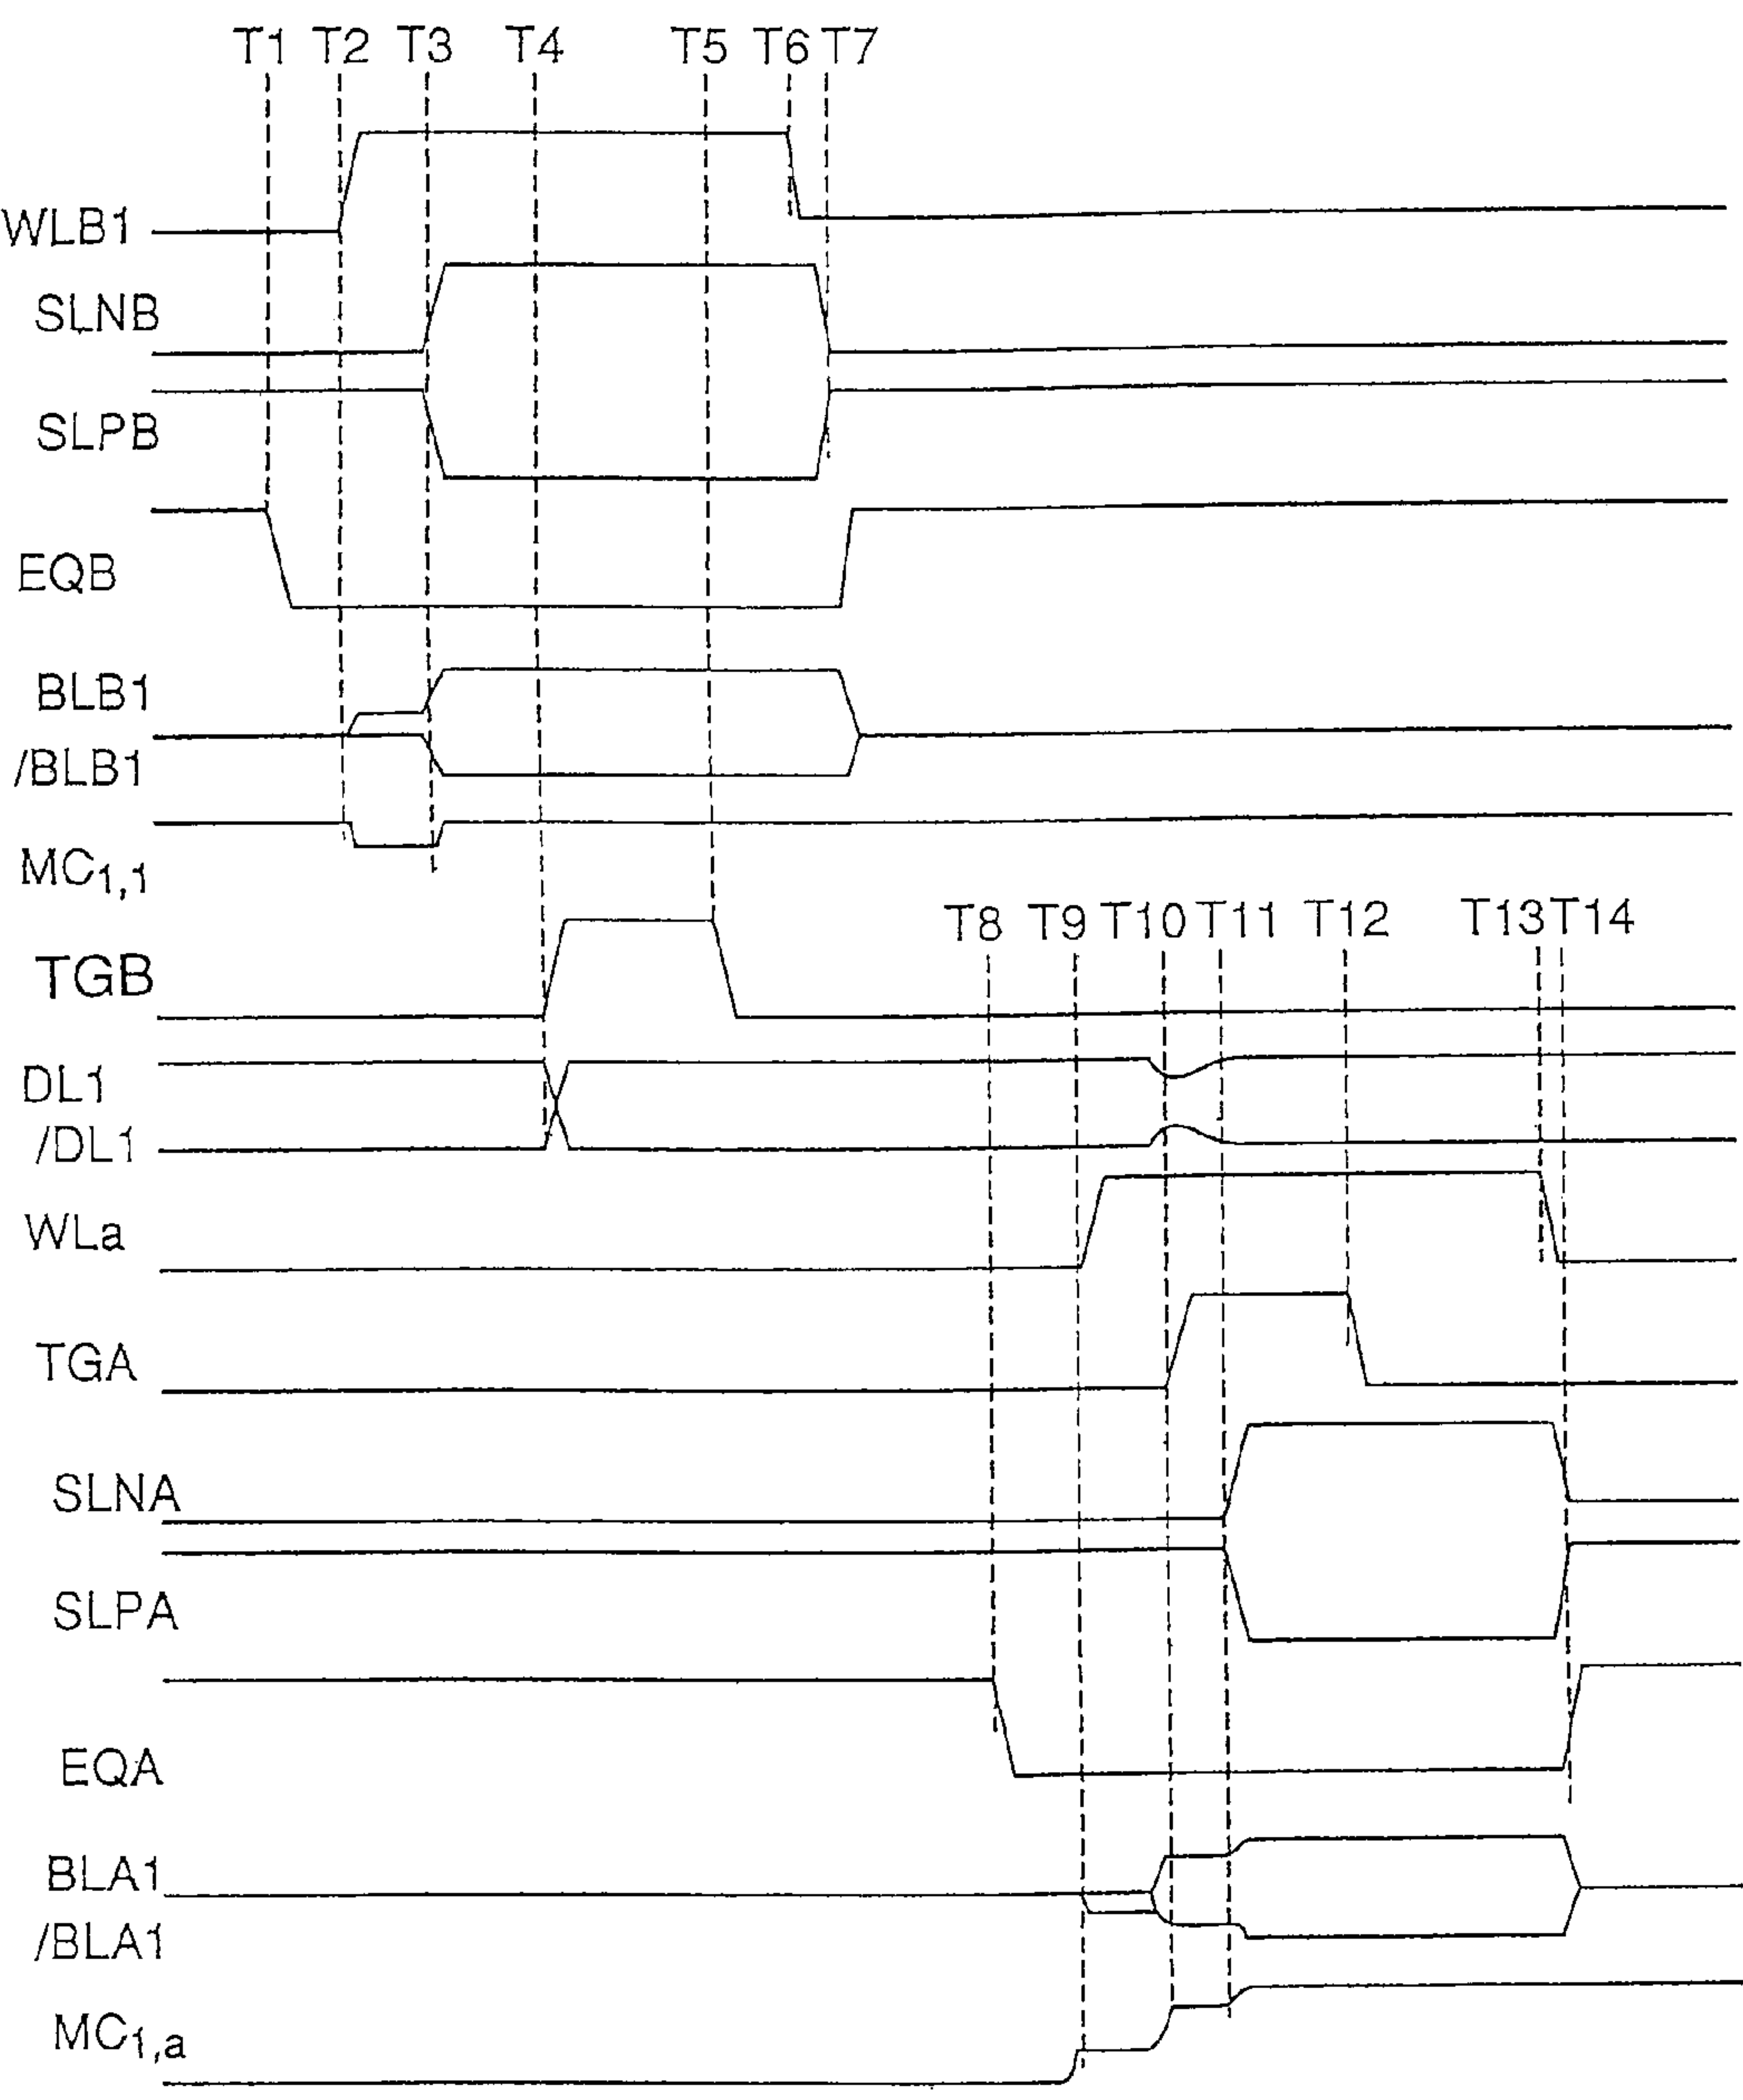 T1 T2 T3 T4 T5 T6 T7
WLB1
SLNB
SLPB
EQB
BLB1
/BLB1
MC1,1
T8 T9 T10 T11 T12 T13 T14
TGB
DL1
/DL1
WLa
TGA
SLNA
SLPA
EQA
BLA1
/BLA1
MC1,a